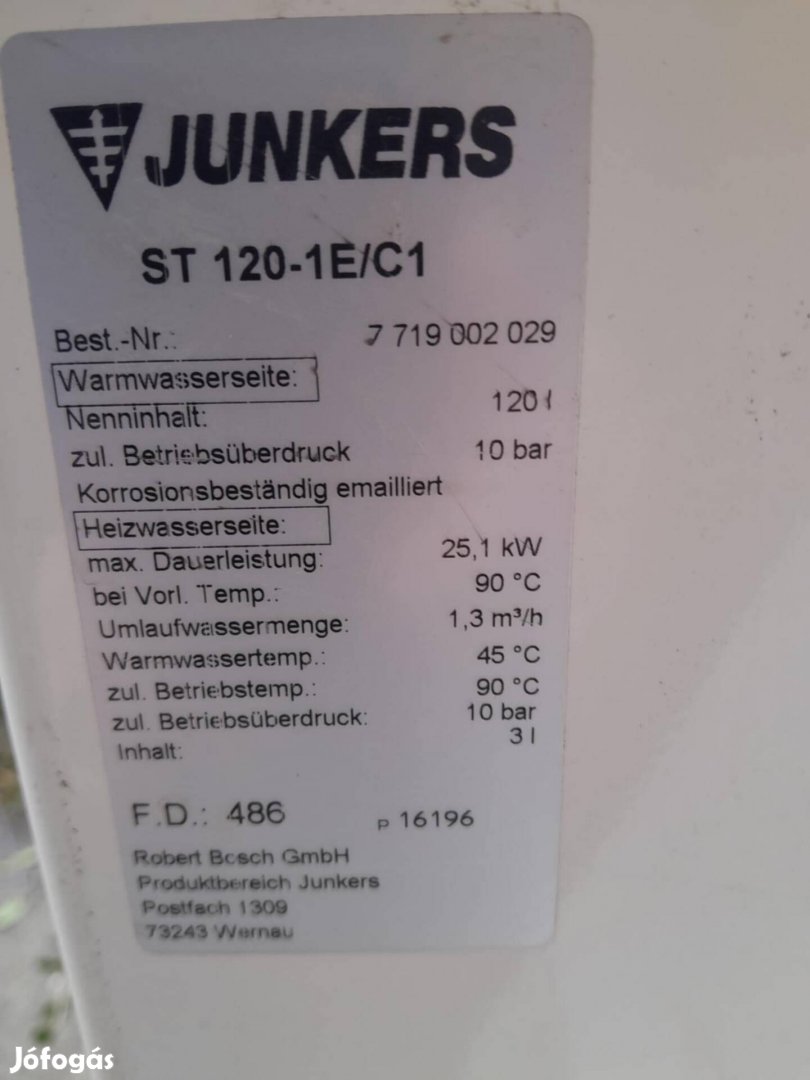 JUNKERS
ST 120-1E/C1
Best.-Nr.: 7 719 002 029
Warmwasserseite:
Nenninhalt: 120 l
zul. Betriebsüberdruck 10 bar
Korrosionsbeständig emailliert
Heizwasserseite:
max. Dauerleistung: 25,1 kW
bei Vorl. Temp.: 90 °C
Umlaufwassermenge: 1,3 m³/h
Warmwassertemp.: 45 °C
zul. Betriebstemp.: 90 °C
zul. Betriebsüberdruck: 10 bar
Inhalt: 3 l
F.D.: 486 P 16196
Robert Bosch GmbH
Produktbereich Junkers
Postfach 1309
73243 Wernau
Jófogás